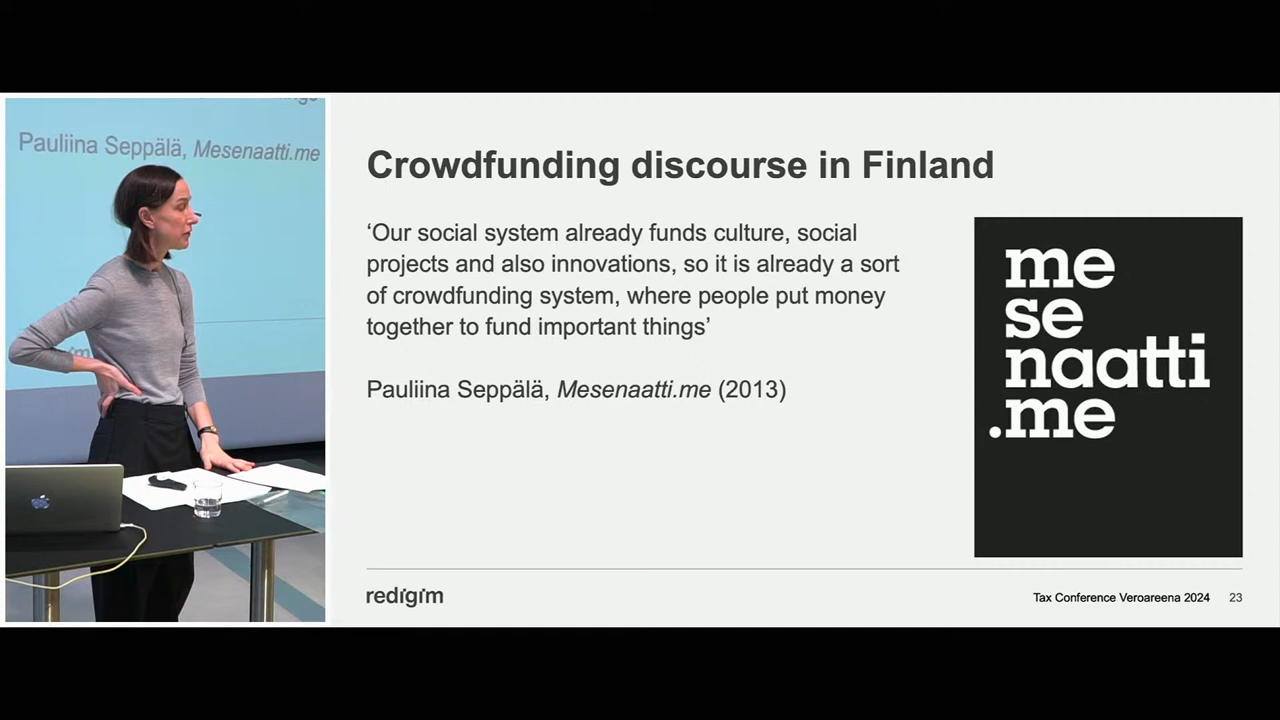 Pauliina Seppälä, Mesenaatti.me
Crowdfunding discourse in Finland
‘Our social system already funds culture, social
projects and also innovations, so it is already a sort
of crowdfunding system, where people put money
together to fund important things’
Pauliina Seppälä, Mesenaatti.me (2013)
me
se
naatti
.me
redigim
Tax Conference Veroareena 2024 23